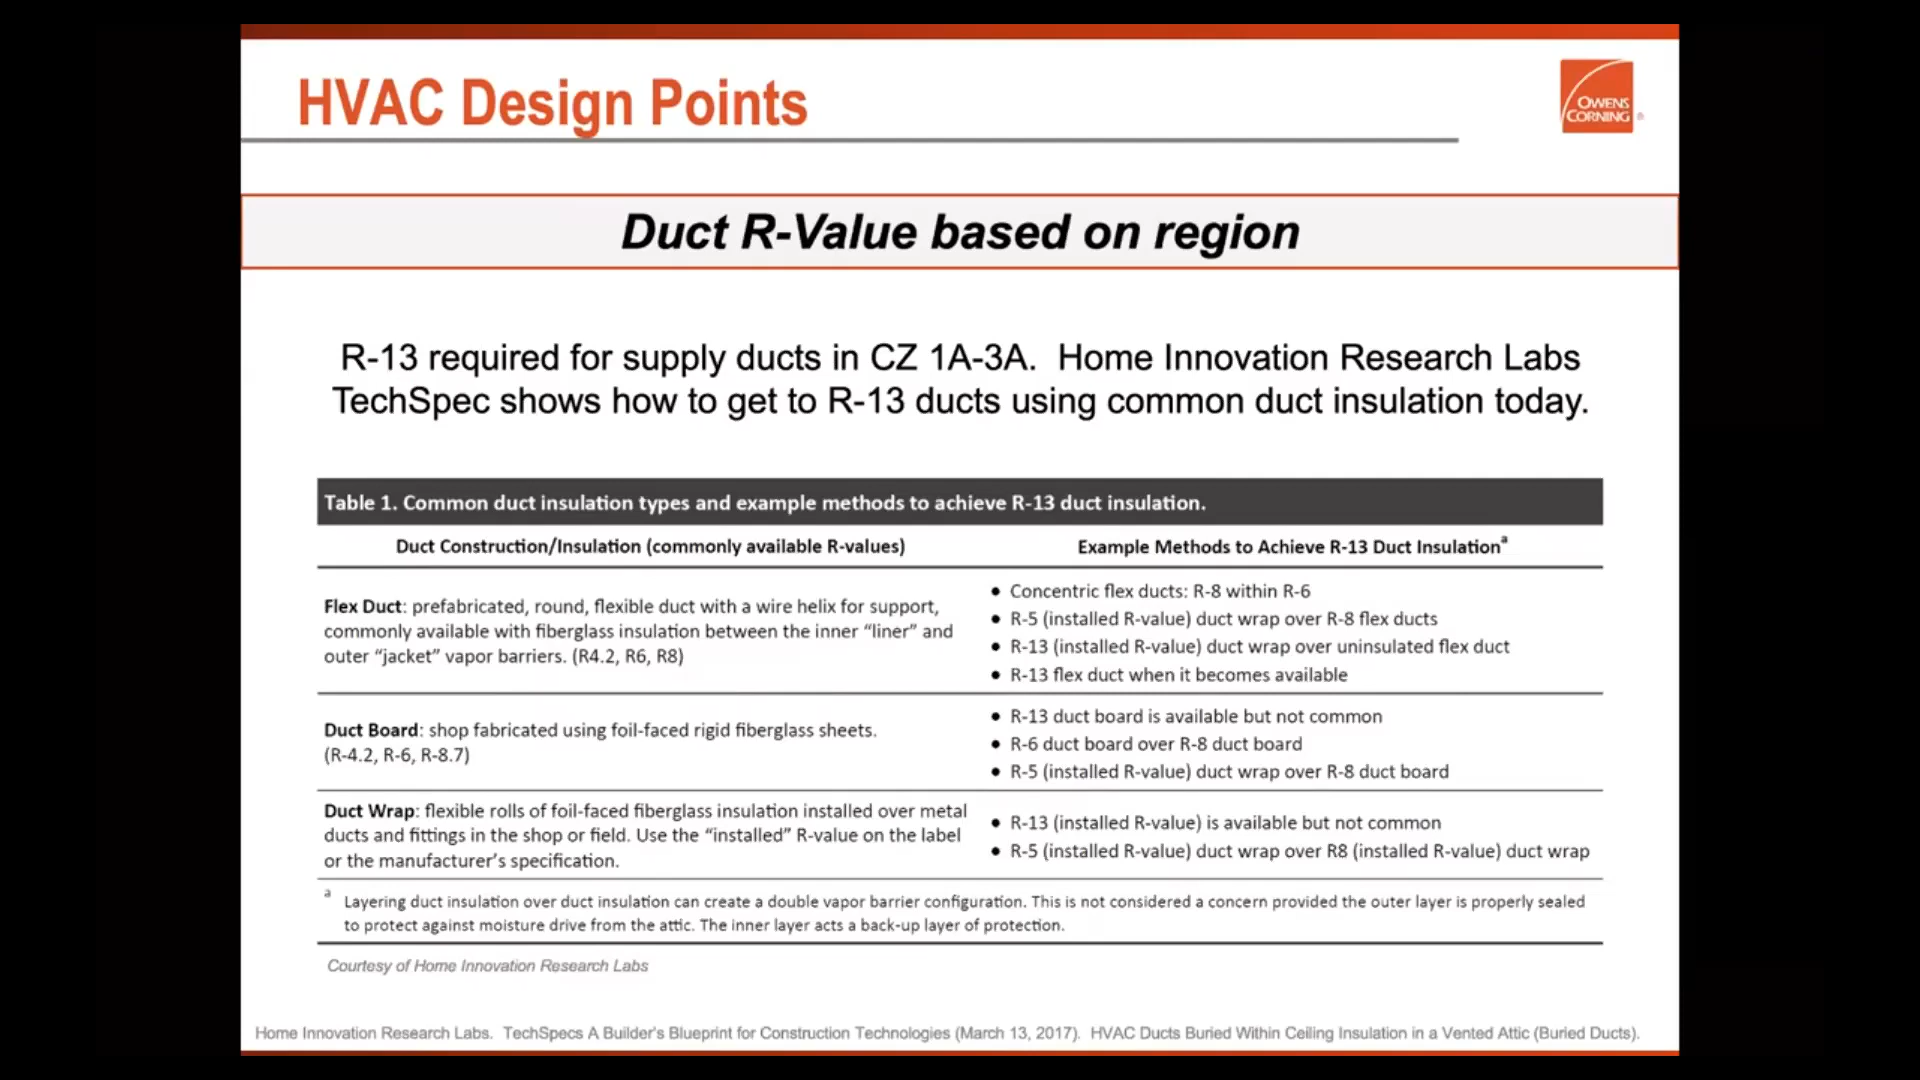 HVAC Design Points
OWENS
CORNING
®
Duct R-Value based on region
R-13 required for supply ducts in CZ 1A-3A. Home Innovation Research Labs
TechSpec shows how to get to R-13 ducts using common duct insulation today.
Table 1. Common duct insulation types and example methods to achieve R-13 duct insulation.
Duct Construction/Insulation (commonly available R-values)
Example Methods to Achieve R-13 Duct Insulationᵃ
Flex Duct: prefabricated, round, flexible duct with a wire helix for support,
commonly available with fiberglass insulation between the inner “liner” and
outer “jacket” vapor barriers. (R4.2, R6, R8)
• Concentric flex ducts: R-8 within R-6
• R-5 (installed R-value) duct wrap over R-8 flex ducts
• R-13 (installed R-value) duct wrap over uninsulated flex duct
• R-13 flex duct when it becomes available
Duct Board: shop fabricated using foil-faced rigid fiberglass sheets.
(R-4.2, R-6, R-8.7)
• R-13 duct board is available but not common
• R-6 duct board over R-8 duct board
• R-5 (installed R-value) duct wrap over R-8 duct board
Duct Wrap: flexible rolls of foil-faced fiberglass insulation installed over metal
ducts and fittings in the shop or field. Use the “installed” R-value on the label
or the manufacturer’s specification.
• R-13 (installed R-value) is available but not common
• R-5 (installed R-value) duct wrap over R8 (installed R-value) duct wrap
ᵃ Layering duct insulation over duct insulation can create a double vapor barrier configuration. This is not considered a concern provided the outer layer is properly sealed
to protect against moisture drive from the attic. The inner layer acts a back-up layer of protection.
Courtesy of Home Innovation Research Labs
Home Innovation Research Labs. TechSpecs A Builder's Blueprint for Construction Technologies (March 13, 2017). HVAC Ducts Buried Within Ceiling Insulation in a Vented Attic (Buried Ducts).